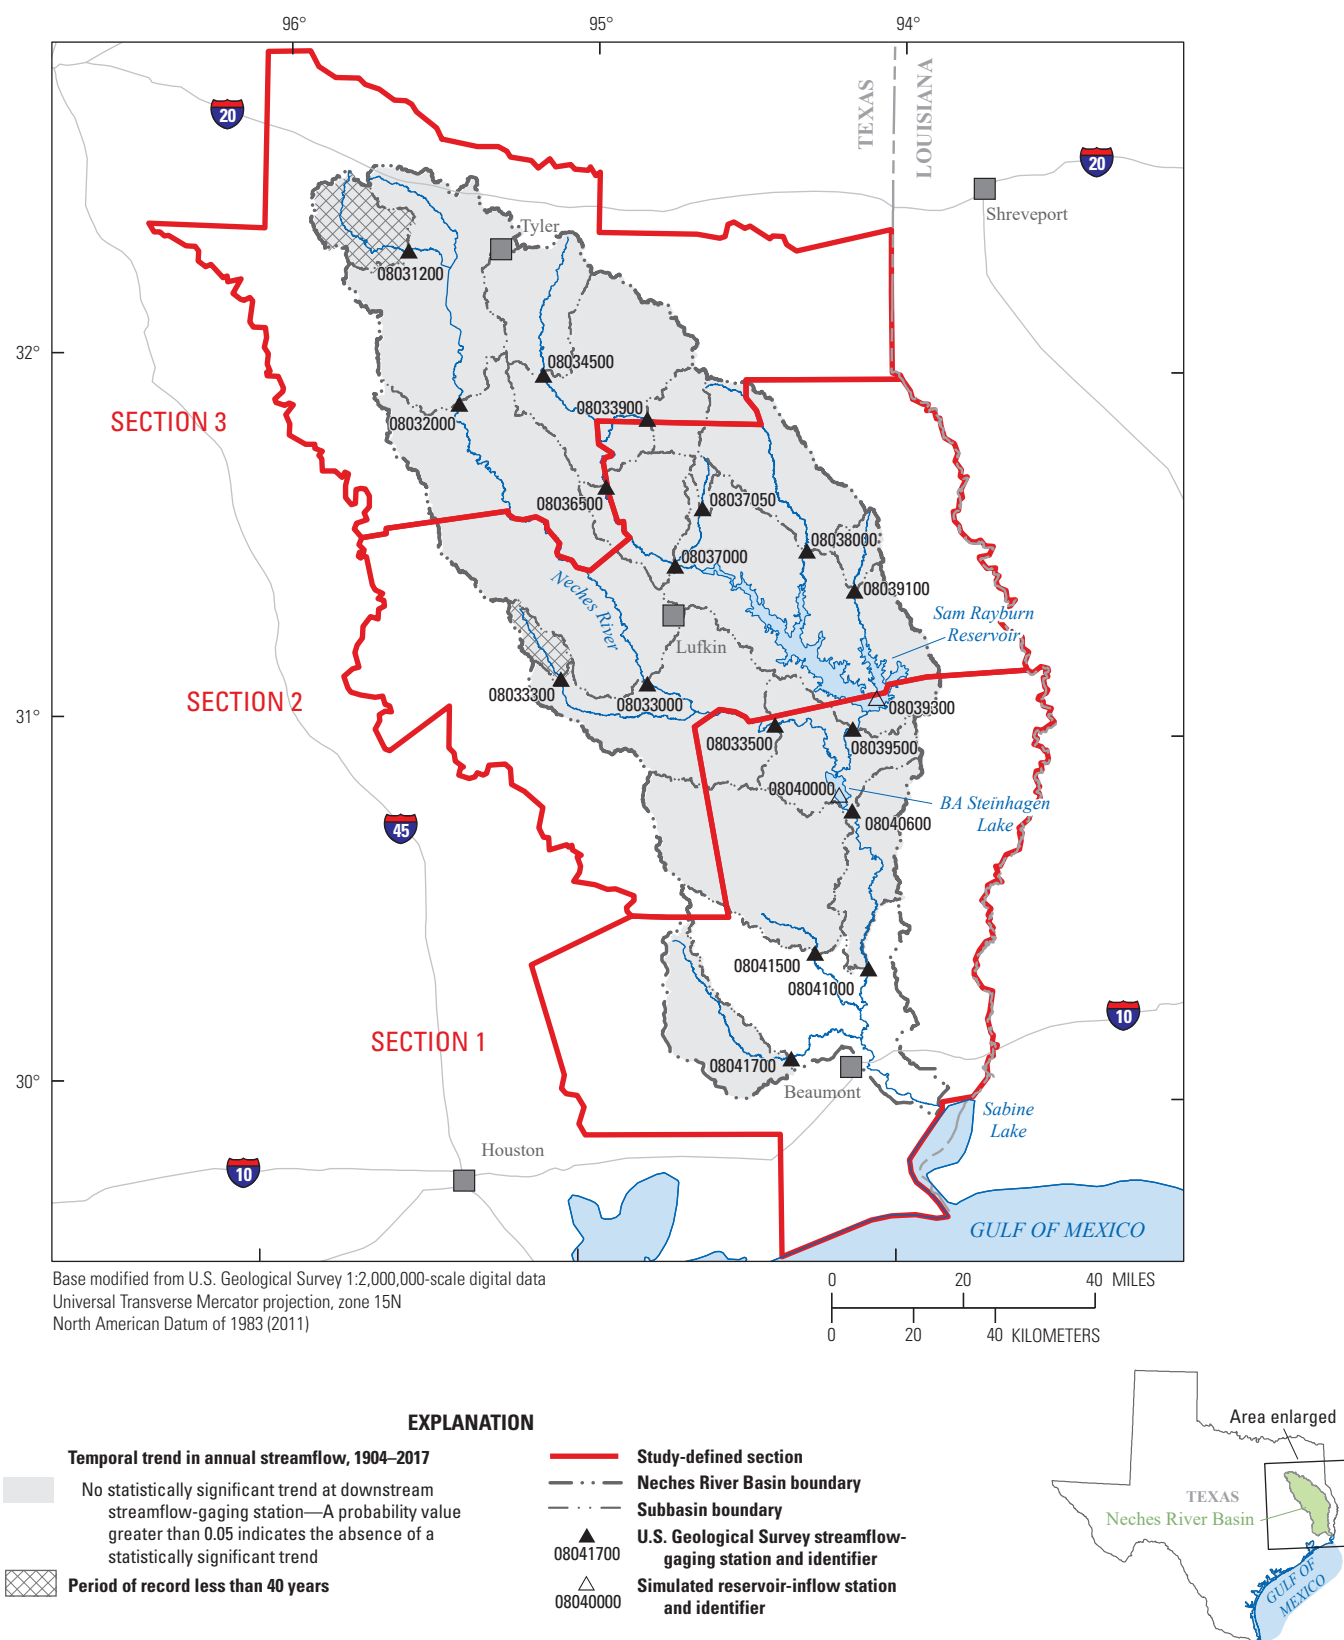 96°
95°
94°
TEXAS
LOUISIANA
20
20
Shreveport
Tyler
08031200
32°
08034500
08033900
08032000
SECTION 3
08036500
08037050
08038000
08037000
08039100
Neches River
Sam Rayburn
Reservoir
Lufkin
SECTION 2
08033300
08033000
08039300
31°
08033500
08039500
08040000
BA Steinhagen
Lake
08040600
45
08041500
08041000
10
SECTION 1
08041700
30°
Beaumont
Sabine
Lake
Houston
10
GULF OF MEXICO
Base modified from U.S. Geological Survey 1:2,000,000-scale digital data
Universal Transverse Mercator projection, zone 15N
North American Datum of 1983 (2011)
0 20 40 MILES
0 20 40 KILOMETERS
EXPLANATION
Temporal trend in annual streamflow, 1904–2017
No statistically significant trend at downstream
streamflow-gaging station—A probability value
greater than 0.05 indicates the absence of a
statistically significant trend
Period of record less than 40 years
Study-defined section
Neches River Basin boundary
Subbasin boundary
08041700
U.S. Geological Survey streamflow-
gaging station and identifier
08040000
Simulated reservoir-inflow station
and identifier
Area enlarged
TEXAS
Neches River Basin
GULF OF
MEXICO